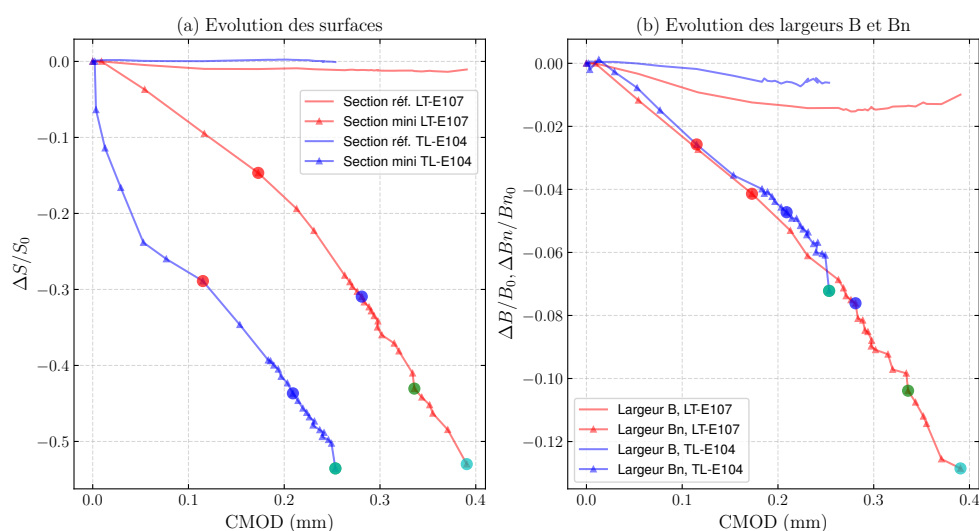 (a) Evolution des surfaces
0.0
−0.1
−0.2
−0.3
−0.4
−0.5
ΔS/S₀
Section réf. LT-E107
Section mini LT-E107
Section réf. TL-E104
Section mini TL-E104
0.0 0.1 0.2 0.3 0.4
CMOD (mm)
(b) Evolution des largeurs B et Bn
0.00
−0.02
−0.04
−0.06
−0.08
−0.10
−0.12
ΔB/B₀, ΔBn/Bn₀
Largeur B, LT-E107
Largeur Bn, LT-E107
Largeur B, TL-E104
Largeur Bn, TL-E104
0.0 0.1 0.2 0.3 0.4
CMOD (mm)